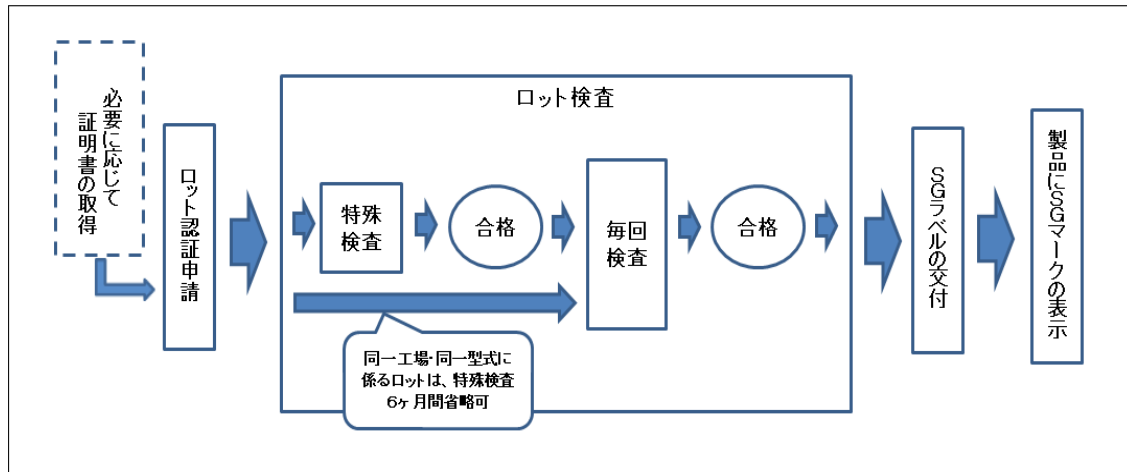 必要に応じて
証明書の取得
ロット認証申請
ロット検査
特殊
検査
合格
毎回
検査
合格
同一工場・同一型式に
係るロットは、特殊検査
6ヶ月間省略可
SGラベルの交付
製品にSGマークの表示